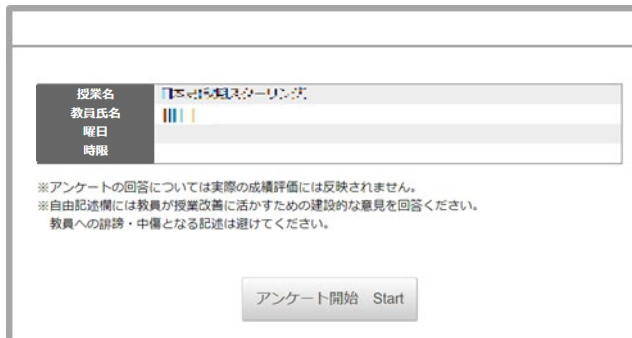 授業名
教員氏名
曜日
時限
※アンケートの回答については実際の成績評価には反映されません。
※自由記述欄には教員が授業改善に活かすための建設的な意見を回答ください。
教員への誹謗・中傷となる記述は避けてください。
アンケート開始 Start